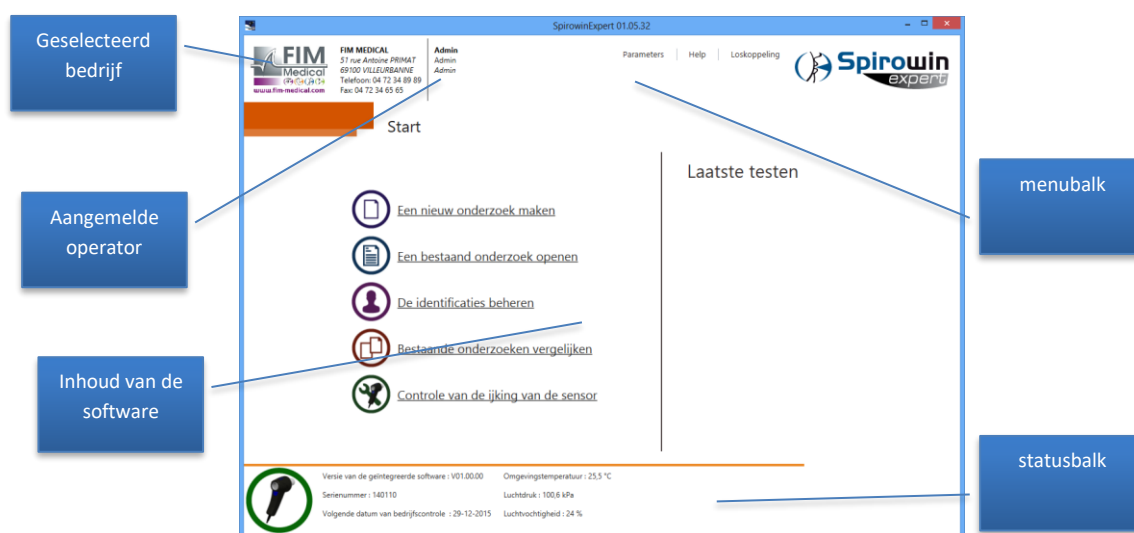 SpirowinExpert 01.05.32
Geselecteerd
bedrijf
FIM
Medical
www.fim-medical.com
FIM MEDICAL
51 rue Antoine PRIMAT
69100 VILLEURBANNE
Telefoon: 04 72 34 89 89
Fax: 04 72 34 65 65
Admin
Admin
Admin
Parameters
Help
Loskoppeling
Spirowin
expert
Start
Laatste testen
menubalk
Aangemelde
operator
Een nieuw onderzoek maken
Een bestaand onderzoek openen
De identificaties beheren
Bestaande onderzoeken vergelijken
Controle van de ijking van de sensor
Inhoud van de
software
statusbalk
Versie van de geïntegreerde software : V01.00.00
Omgevingstemperatuur : 25,5 °C
Serienummer : 140110
Luchtdruk : 100,6 kPa
Volgende datum van bedrijfscontrole : 29-12-2015
Luchtvochtigheid : 24 %